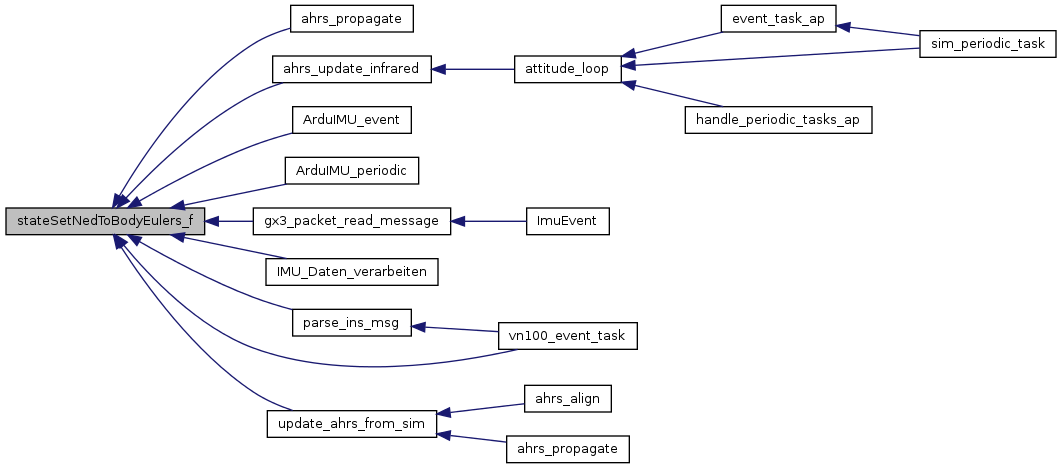 ahrs_propagate
event_task_ap
sim_periodic_task
ahrs_update_infrared
attitude_loop
ArduIMU_event
handle_periodic_tasks_ap
ArduIMU_periodic
stateSetNedToBodyEulers_f
gx3_packet_read_message
ImuEvent
IMU_Daten_verarbeiten
parse_ins_msg
vn100_event_task
ahrs_align
update_ahrs_from_sim
ahrs_propagate